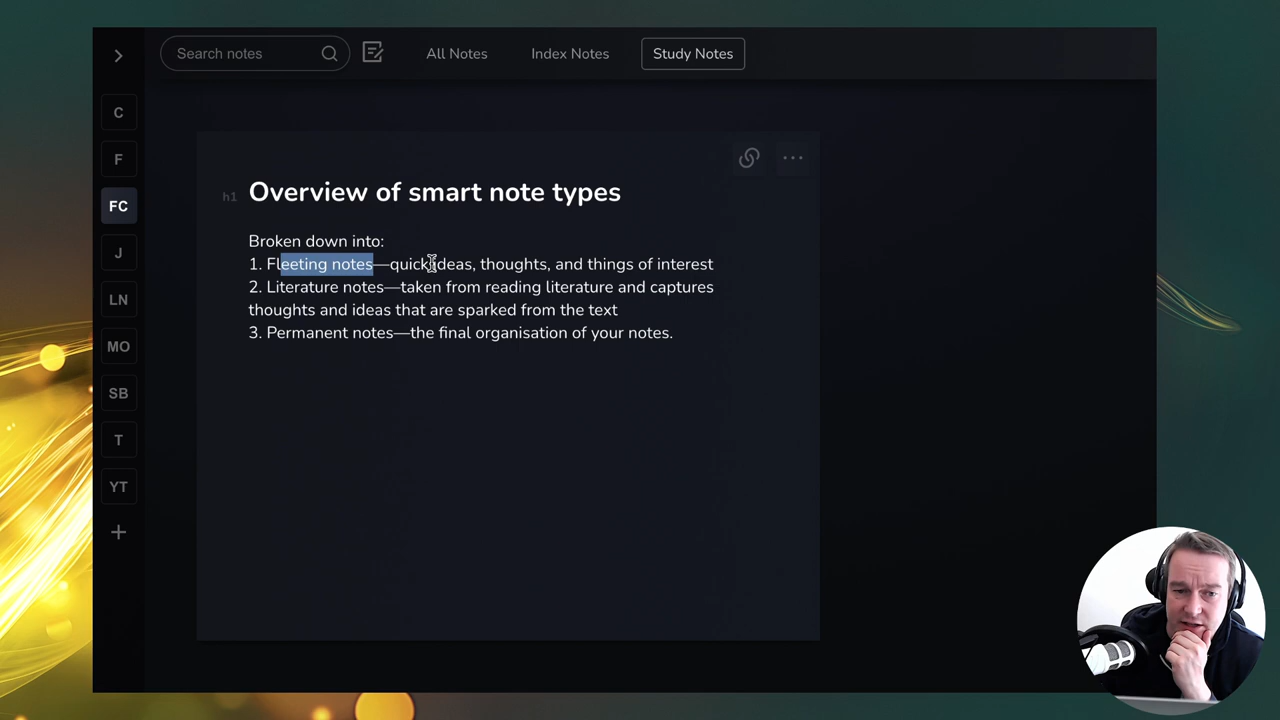 Search notes
All Notes
Index Notes
Study Notes
C
F
FC
J
LN
MO
SB
T
YT
h1
Overview of smart note types
Broken down into:
1. Fleeting notes—quick ideas, thoughts, and things of interest
2. Literature notes—taken from reading literature and captures
thoughts and ideas that are sparked from the text
3. Permanent notes—the final organisation of your notes.